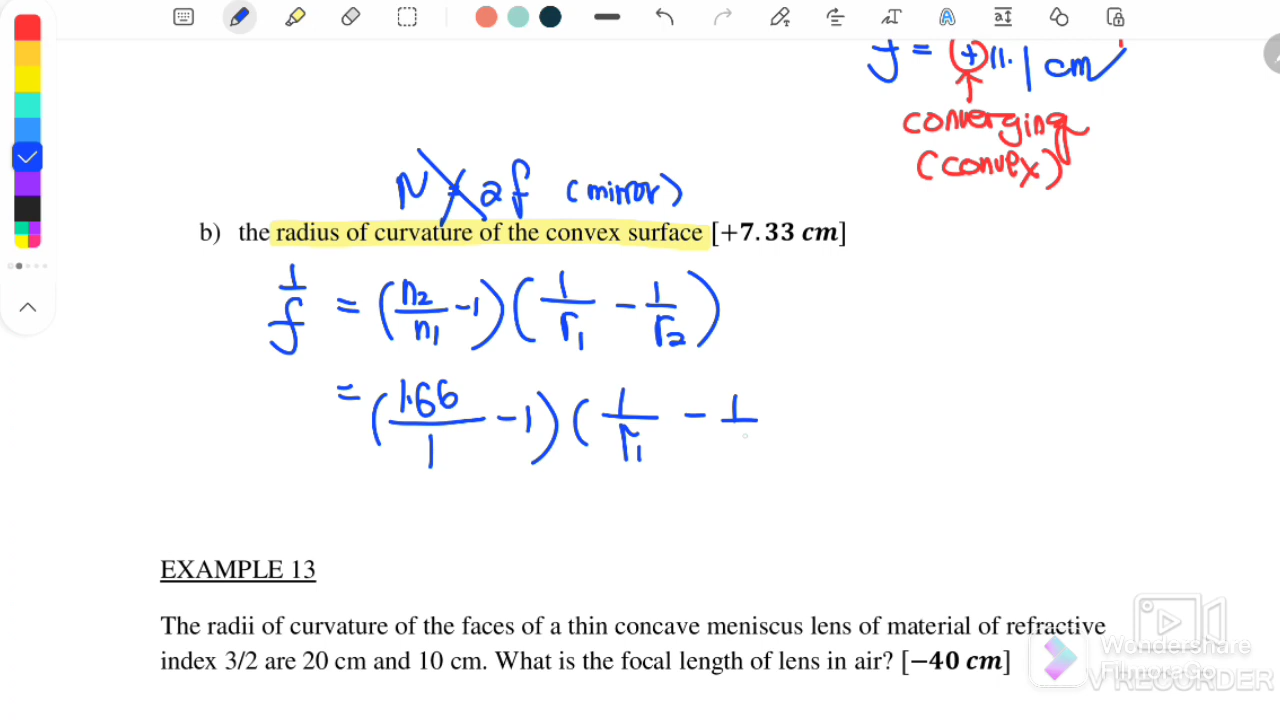 f = (+) 11.1 cm
converging
(convex)
N f 2f (mirror)
b) the radius of curvature of the convex surface [+7.33 cm]
1/f = (n₂/n₁ - 1)(1/r₁ - 1/r₂)
= (1.66/1 - 1)(1/r₁ - 1
EXAMPLE 13
The radii of curvature of the faces of a thin concave meniscus lens of material of refractive
index 3/2 are 20 cm and 10 cm. What is the focal length of lens in air? [−40 cm]
Wondershare
FilmoraGo
V RECORDER